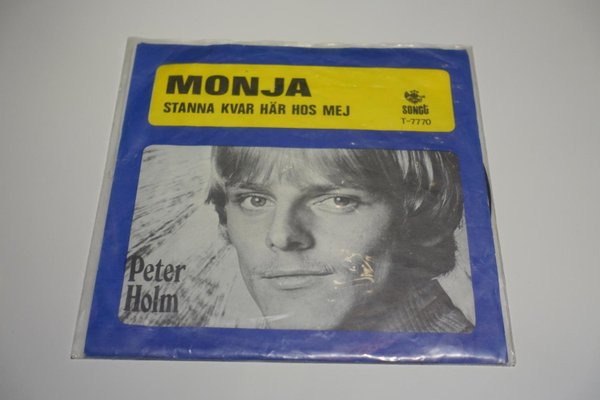 MONJA
STANNA KVAR HÄR HOS MEJ
SONET
T-7770
Peter
Holm